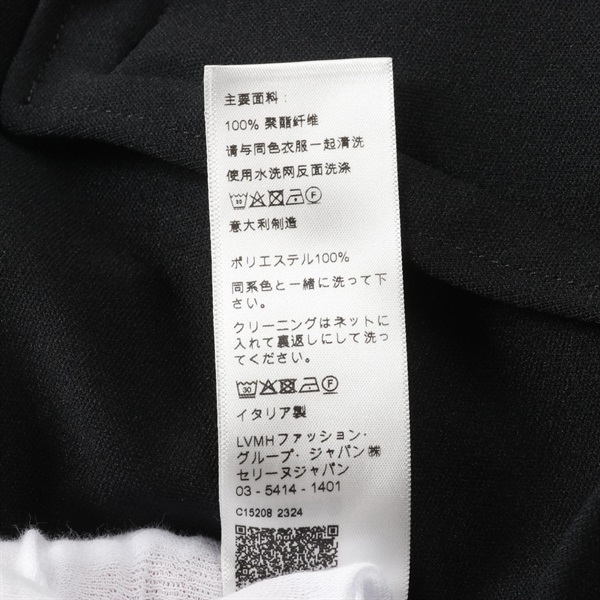 主要面料：
100% 聚酯纤维
请与同色衣服一起清洗
使用水洗网反面洗涤
意大利制造
ポリエステル100%
同系色と一緒に洗って下
さい。
クリーニングはネットに
入れて裏返しにして洗っ
てください。
30
F
イタリア製
LVMHファッション・
グループ・ジャパン㈱
セリーヌジャパン
03 - 5414 - 1401
C15208 2324